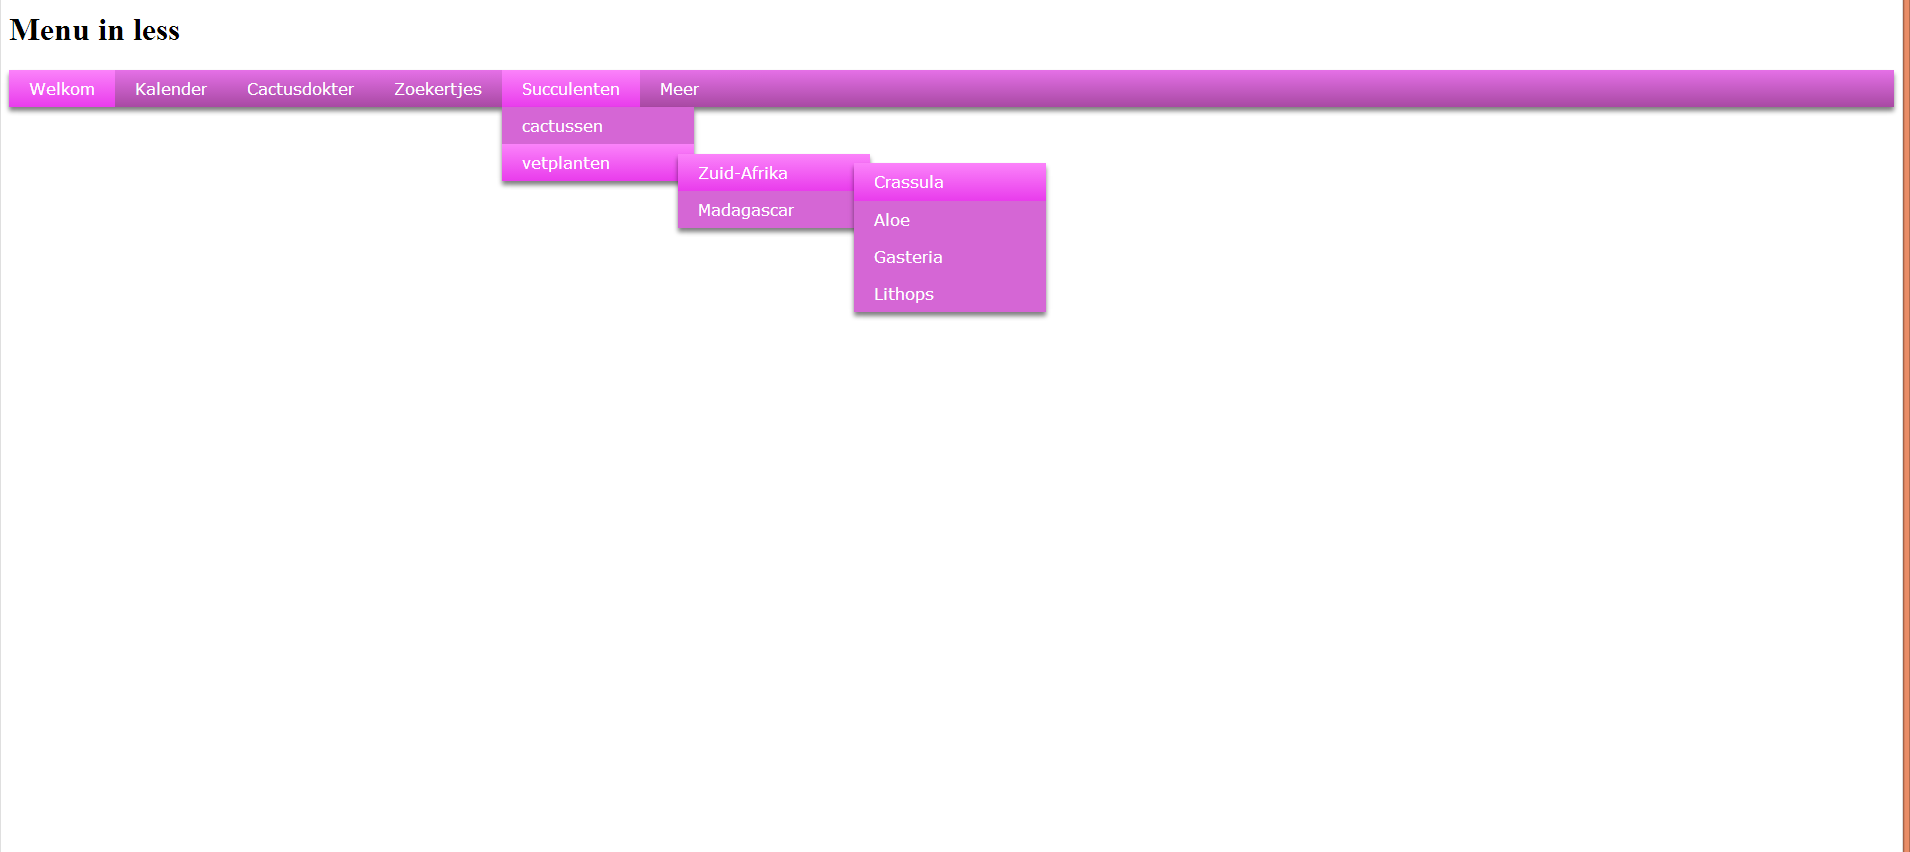 Menu in less
Welkom Kalender Cactusdokter Zoekertjes Succulenten Meer
cactussen
vetplanten
Zuid-Afrika
Madagascar
Crassula
Aloe
Gasteria
Lithops